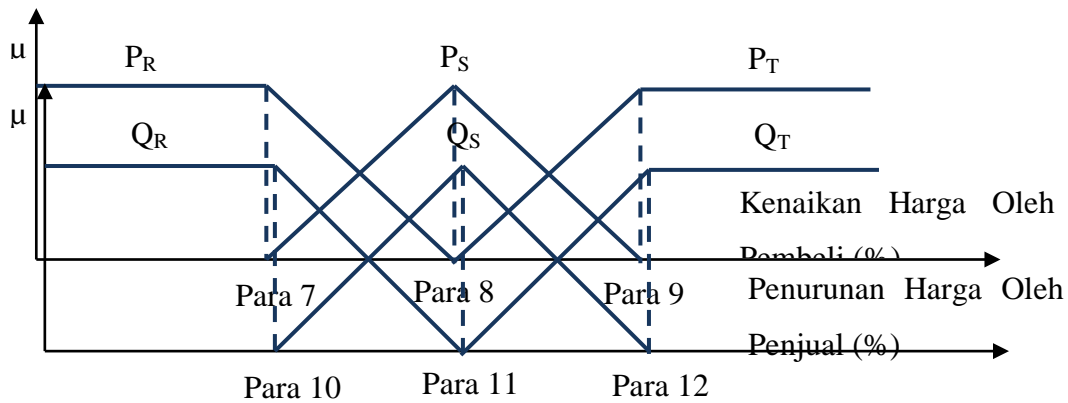 μ
P_R P_S P_T
μ
Q_R Q_S Q_T
Kenaikan Harga Oleh
Pembeli (%)
Para 7 Para 8 Para 9
Penurunan Harga Oleh
Penjual (%)
Para 10 Para 11 Para 12